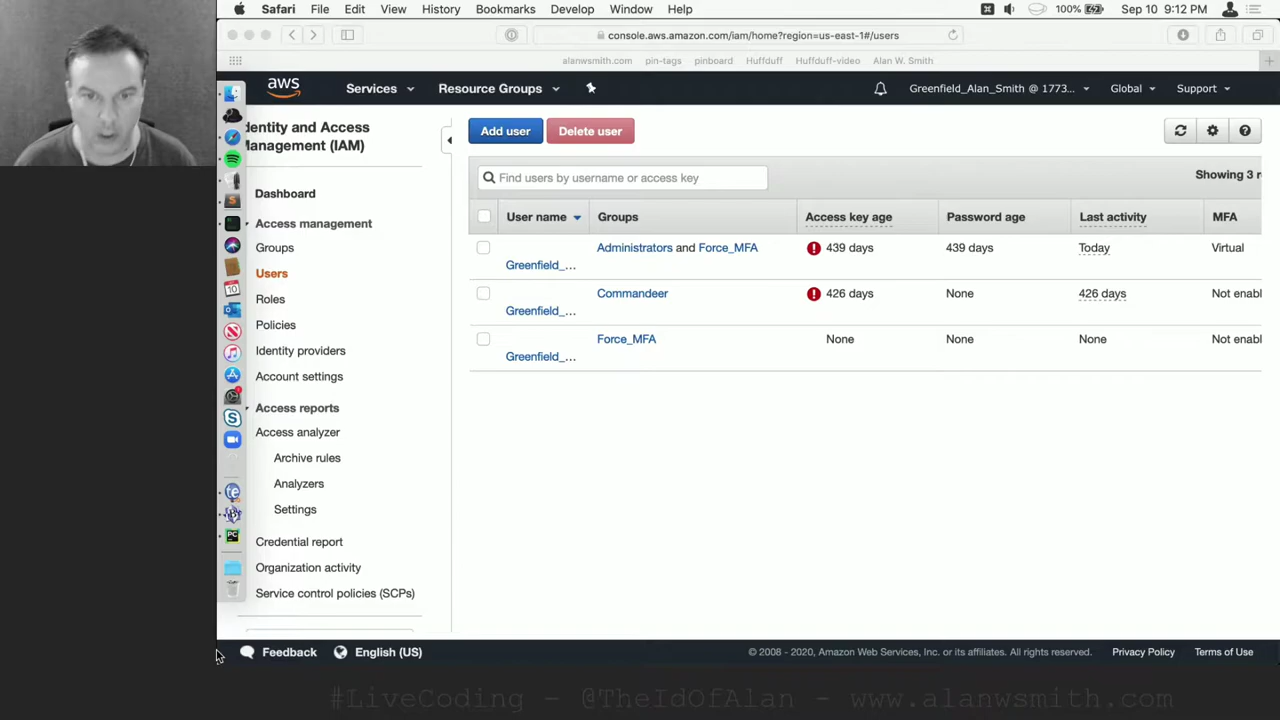 Safari File Edit View History Bookmarks Develop Window Help 100% Sep 10 9:12 PM
console.aws.amazon.com/iam/home?region=us-east-1#/users
alanwsmith.com pin-tags pinboard Huffduff Huffduff-video Alan W. Smith
aws Services Resource Groups Greenfield_Alan_Smith @ 1773... Global Support
dentity and Access
Management (IAM)
Dashboard
Access management
Groups
Users
Roles
Policies
Identity providers
Account settings
Access reports
Access analyzer
Archive rules
Analyzers
Settings
Credential report
Organization activity
Service control policies (SCPs)
Add user Delete user
Find users by username or access key
Showing 3 r
User name Groups Access key age Password age Last activity MFA
Administrators and Force_MFA 439 days 439 days Today Virtual
Greenfield_...
Commandeer 426 days None 426 days Not enabl
Greenfield_...
Force_MFA None None None Not enabl
Greenfield_...
Feedback English (US) © 2008 - 2020, Amazon Web Services, Inc. or its affiliates. All rights reserved. Privacy Policy Terms of Use
#LiveCoding - @TheIdOfAlan - www.alanwsmith.com